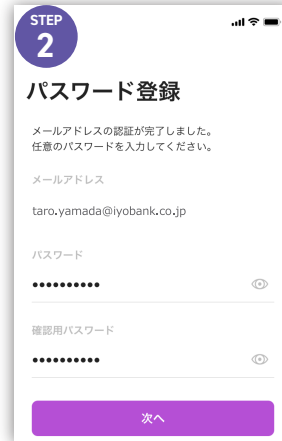 STEP
2
パスワード登録
メールアドレスの認証が完了しました。
任意のパスワードを入力してください。
メールアドレス
taro.yamada@iyobank.co.jp
パスワード
••••••••••
確認用パスワード
••••••••••
次へ